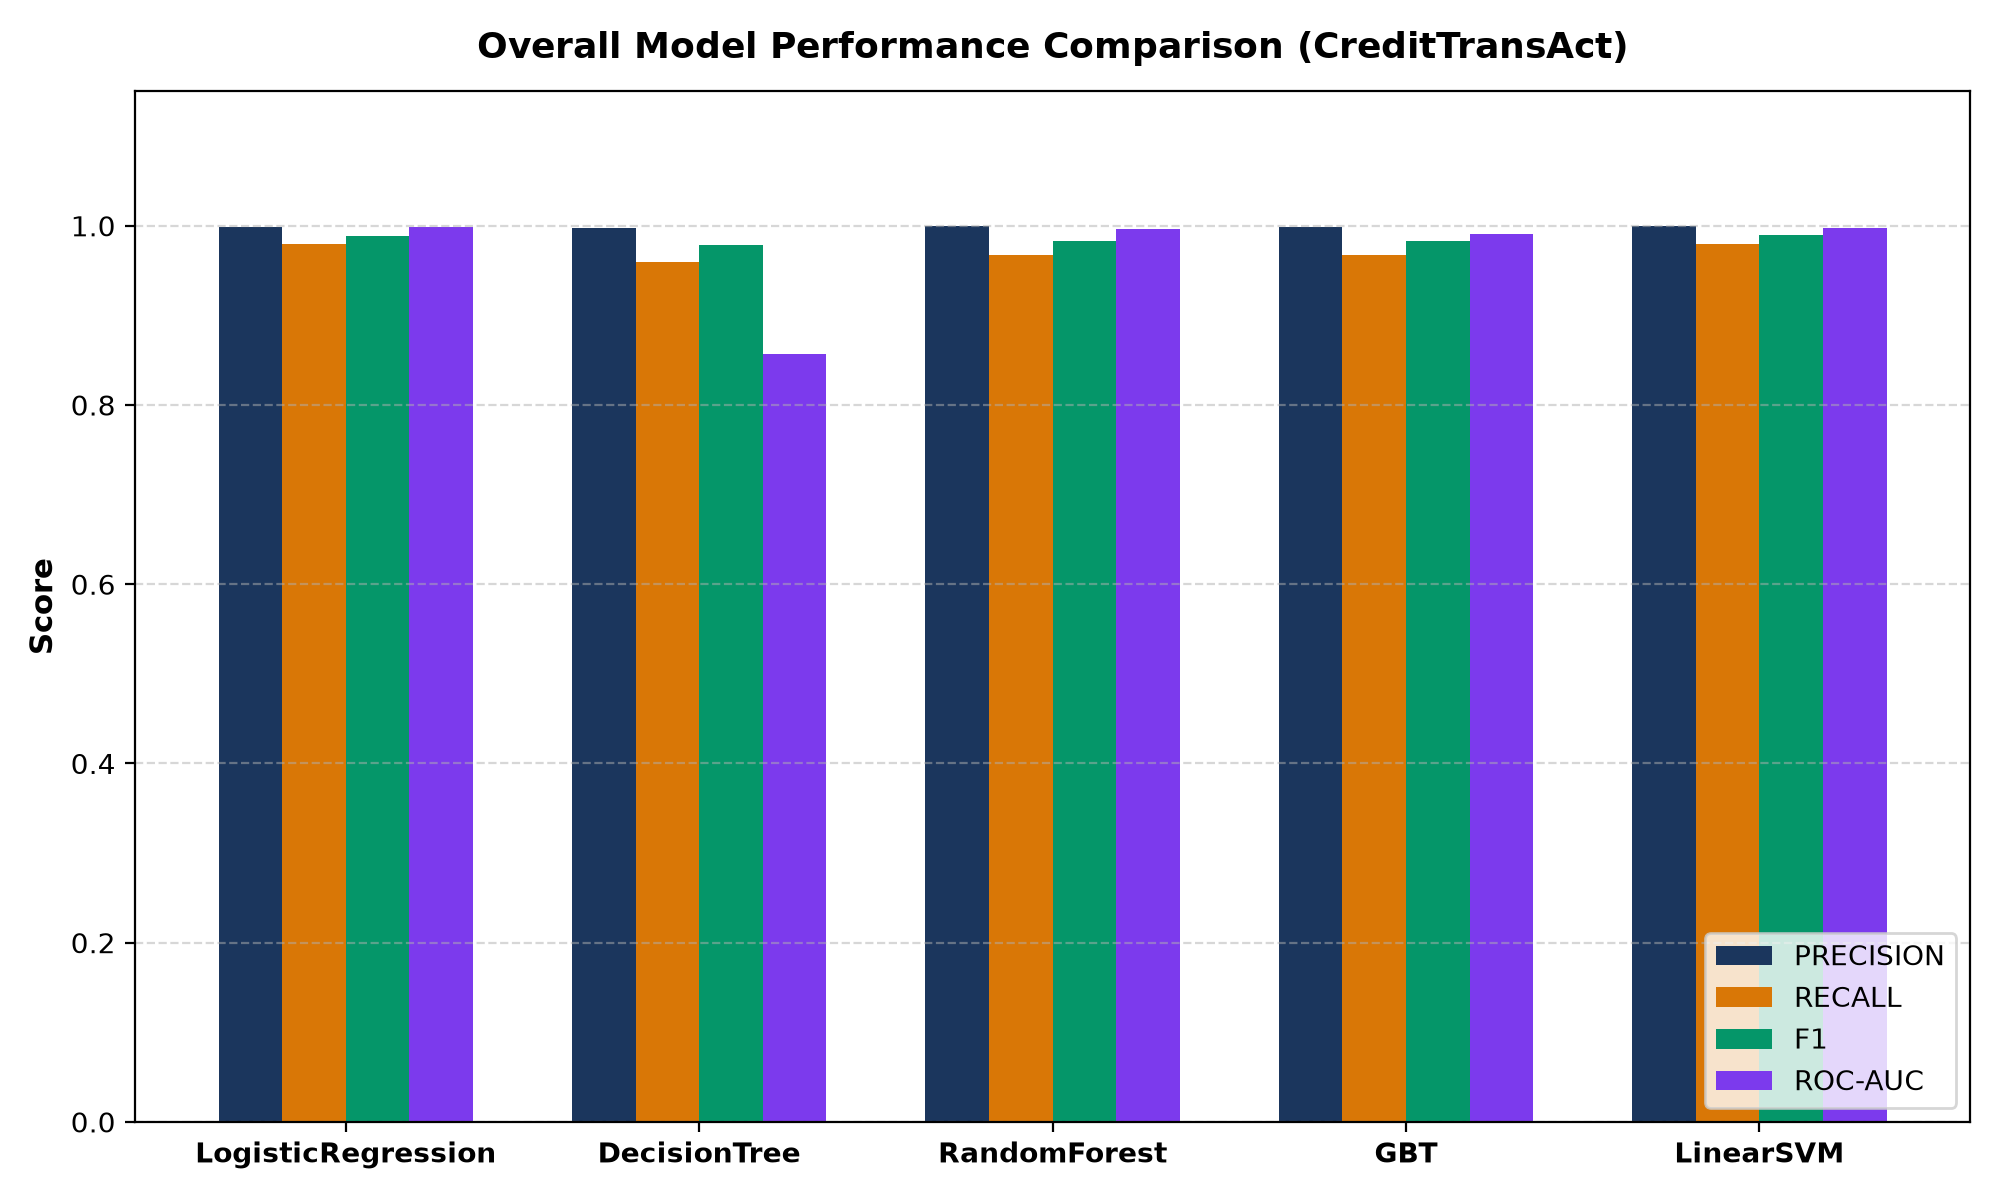 Overall Model Performance Comparison (CreditTransAct)
Score
1.0
0.8
0.6
0.4
0.2
0.0
PRECISION
RECALL
F1
ROC-AUC
LogisticRegression DecisionTree RandomForest GBT LinearSVM